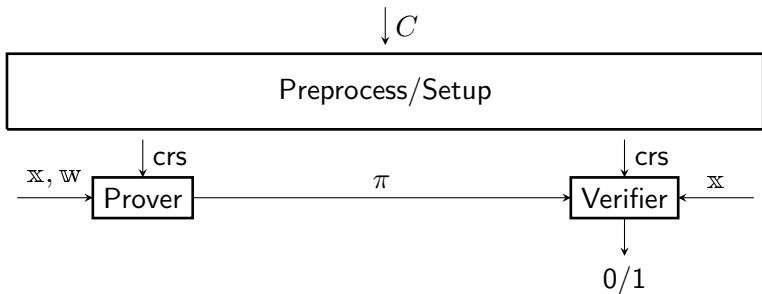 C
Preprocess/Setup
crs crs
𝕩, 𝕨 Prover π Verifier 𝕩
0/1